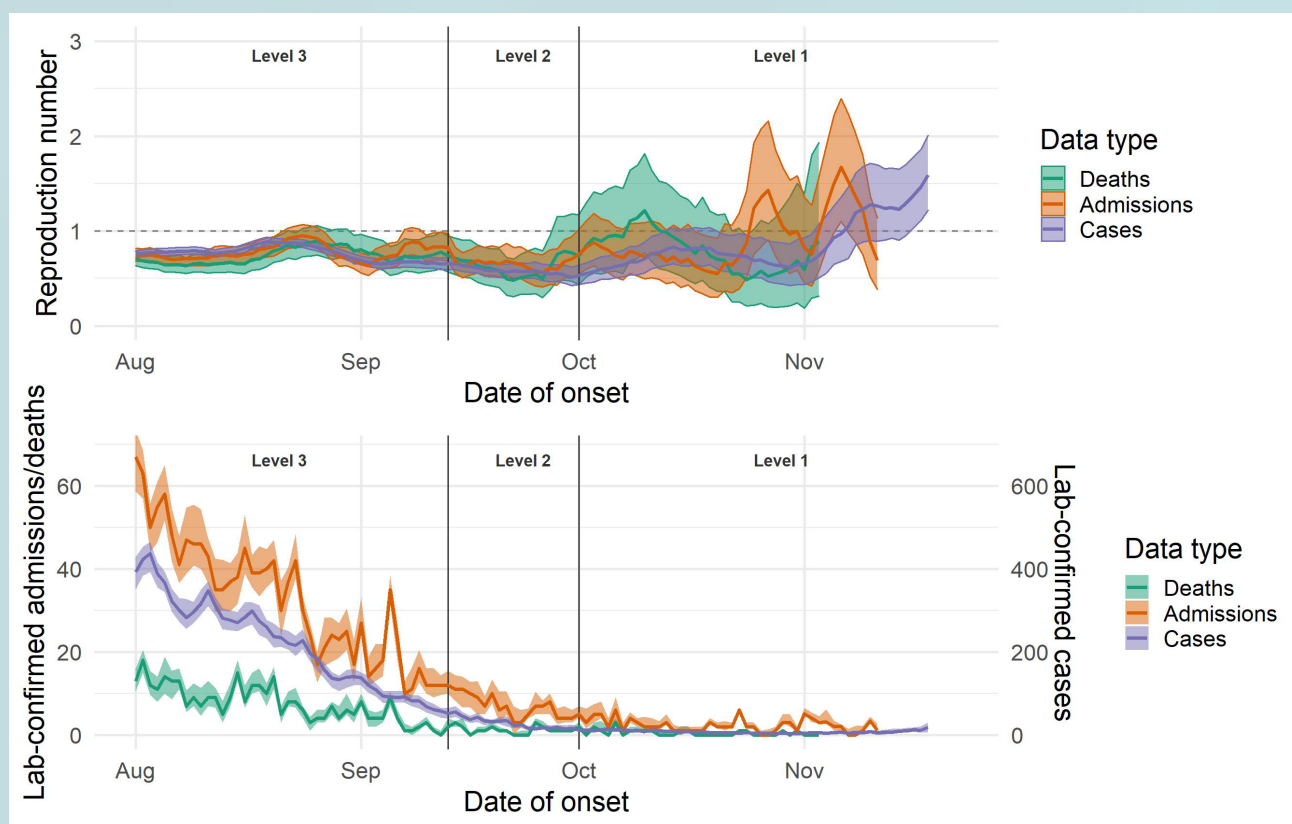 Reproduction number
3
2
1
0
Level 3
Level 2
Level 1
Aug
Sep
Oct
Nov
Date of onset
Data type
Deaths
Admissions
Cases
Lab-confirmed admissions/deaths
60
40
20
0
Level 3
Level 2
Level 1
600
400
200
0
Lab-confirmed cases
Aug
Sep
Oct
Nov
Date of onset
Data type
Deaths
Admissions
Cases